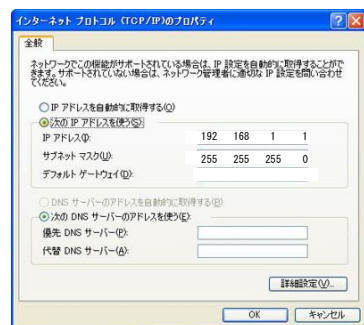 インターネット プロトコル (TCP/IP)のプロパティ
全般
ネットワークでこの機能がサポートされている場合は、IP 設定を自動的に取得することがで
きます。サポートされていない場合は、ネットワーク管理者に適切な IP 設定を問い合わせ
てください。
IP アドレスを自動的に取得する(O)
次の IP アドレスを使う(S):
IP アドレス(I): 192 168 1 1
サブネット マスク(U): 255 255 255 0
デフォルト ゲートウェイ(D):
DNS サーバーのアドレスを自動的に取得する(B)
次の DNS サーバーのアドレスを使う(E):
優先 DNS サーバー(P):
代替 DNS サーバー(A):
詳細設定(V)...
OK キャンセル